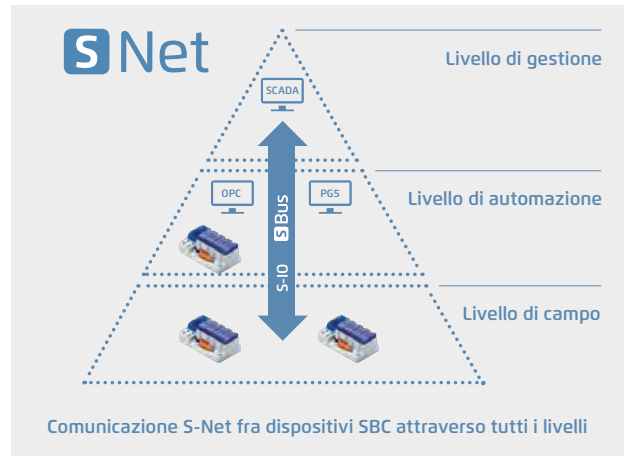 S Net
Livello di gestione
SCADA
OPC
PG5
Livello di automazione
S-IO S Bus
Livello di campo
Comunicazione S-Net fra dispositivi SBC attraverso tutti i livelli